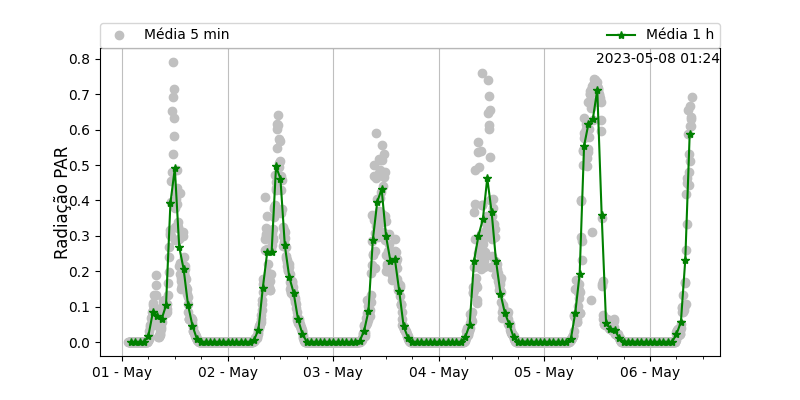 Média 5 min
Média 1 h
2023-05-08 01:24
Radiação PAR
0.8
0.7
0.6
0.5
0.4
0.3
0.2
0.1
0.0
01 - May
02 - May
03 - May
04 - May
05 - May
06 - May